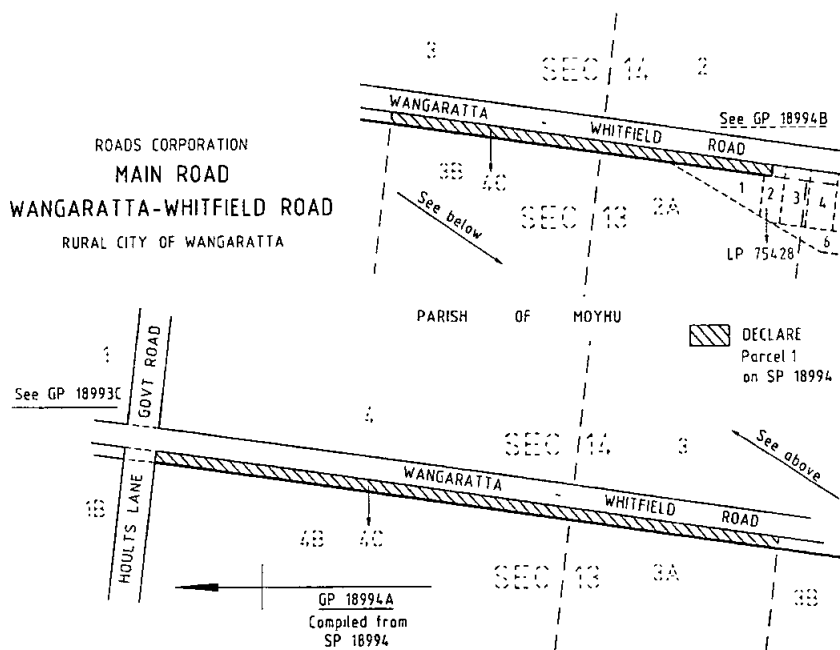 3
SEC 14
2
WANGARATTA - WHITFIELD ROAD
See GP 18994B
ROADS CORPORATION
MAIN ROAD
WANGARATTA-WHITFIELD ROAD
RURAL CITY OF WANGARATTA
3B
4C
SEC 13
2A
1
2
3
4
6
LP 75428
See below
PARISH OF MOYHU
DECLARE
Parcel 1
on SP 18994
1
GOVT ROAD
See GP 18993C
4
SEC 14
3
See above
WANGARATTA - WHITFIELD ROAD
1B
HOULTS LANE
4B
4C
SEC 13
3A
3B
GP 18994A
Compiled from
SP 18994